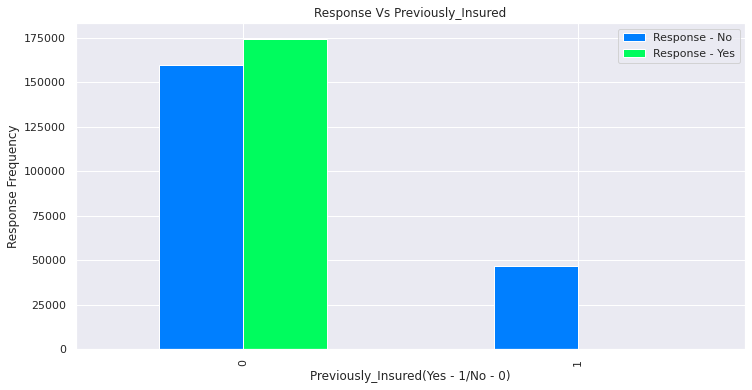 Response Vs Previously_Insured
Response - No
Response - Yes
175000
150000
125000
100000
75000
50000
25000
0
Response Frequency
0
1
Previously_Insured(Yes - 1/No - 0)